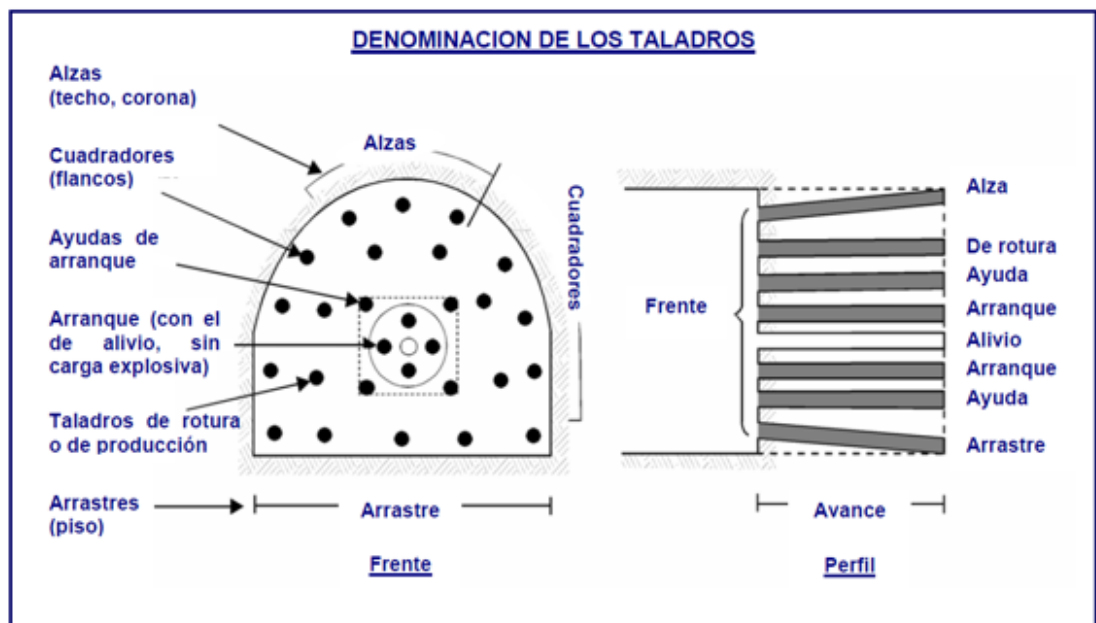 DENOMINACION DE LOS TALADROS
Alzas
(techo, corona)
Cuadradores
(flancos)
Ayudas de
arranque
Arranque (con el
de alivio, sin
carga explosiva)
Taladros de rotura
o de producción
Arrastres
(piso)
Alzas
Cuadradores
Arrastre
Frente
Frente
Alza
De rotura
Ayuda
Arranque
Alivio
Arranque
Ayuda
Arrastre
Avance
Perfil